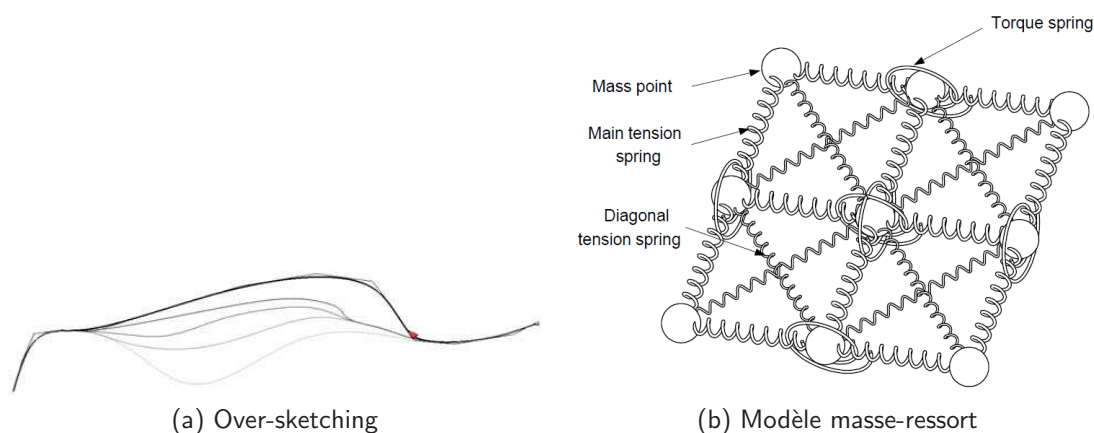 Torque spring
Mass point
Main tension
spring
Diagonal
tension spring
(a) Over-sketching
(b) Modèle masse-ressort